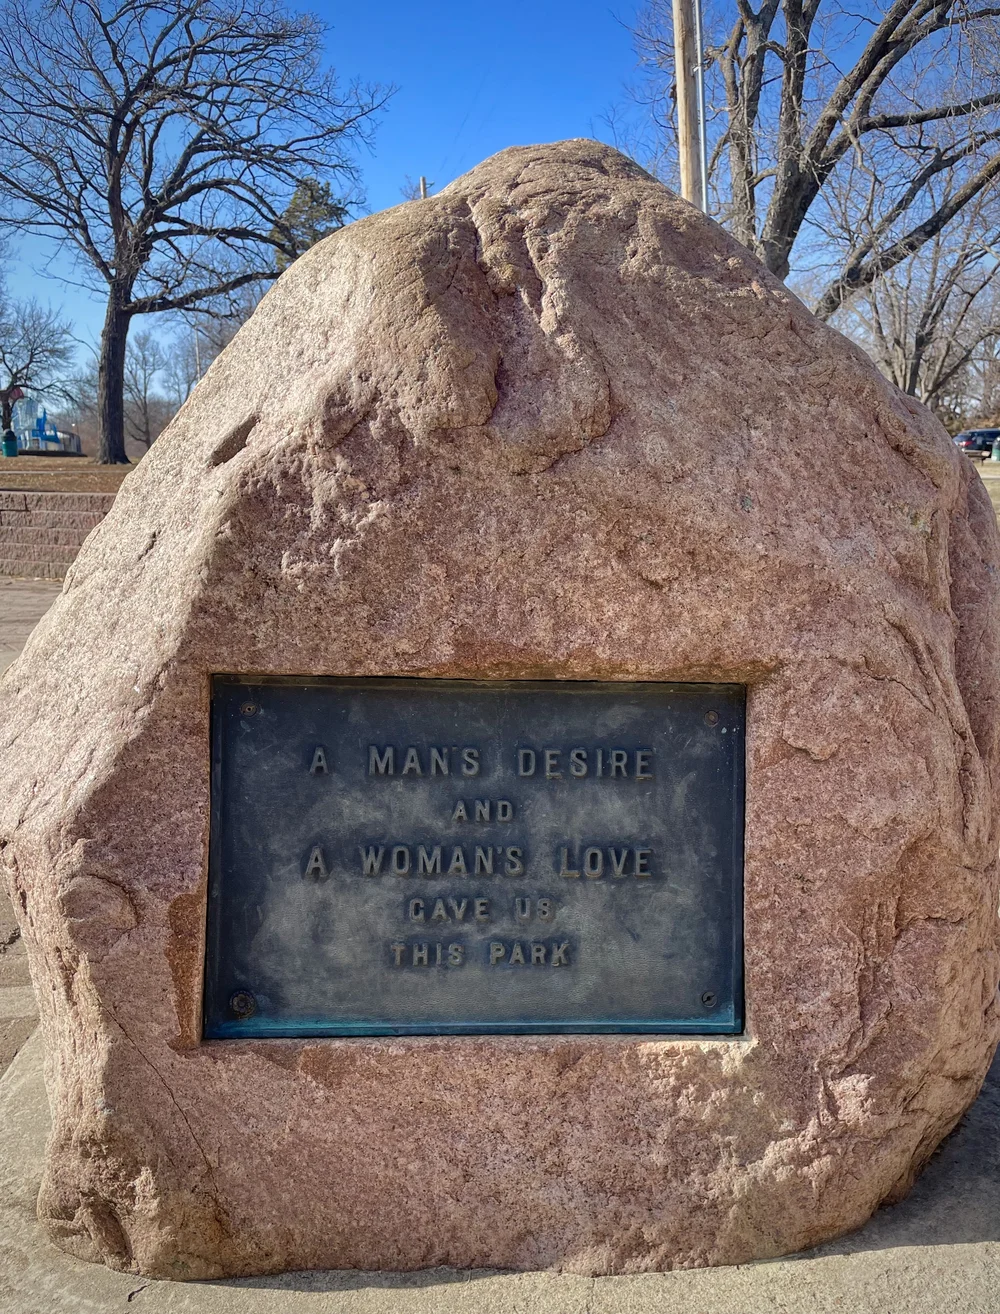 A MAN'S DESIRE
AND
A WOMAN'S LOVE
GAVE US
THIS PARK